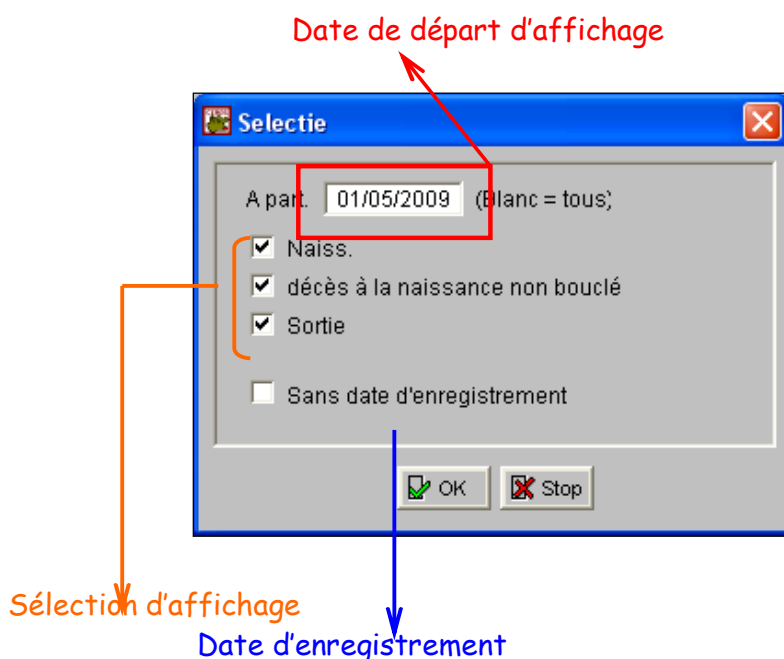 Date de départ d'affichage
Selectie
A part. 01/05/2009 (Blanc = tous)
Naiss.
décès à la naissance non bouclé
Sortie
Sans date d'enregistrement
OK Stop
Sélection d'affichage
Date d'enregistrement